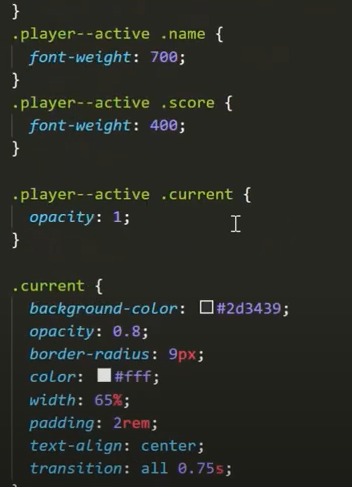 }
.player--active .name {
font-weight: 700;
}
.player--active .score {
font-weight: 400;
}
.player--active .current {
opacity: 1;
}
.current {
background-color: #2d3439;
opacity: 0.8;
border-radius: 9px;
color: #fff;
width: 65%;
padding: 2rem;
text-align: center;
transition: all 0.75s;
}